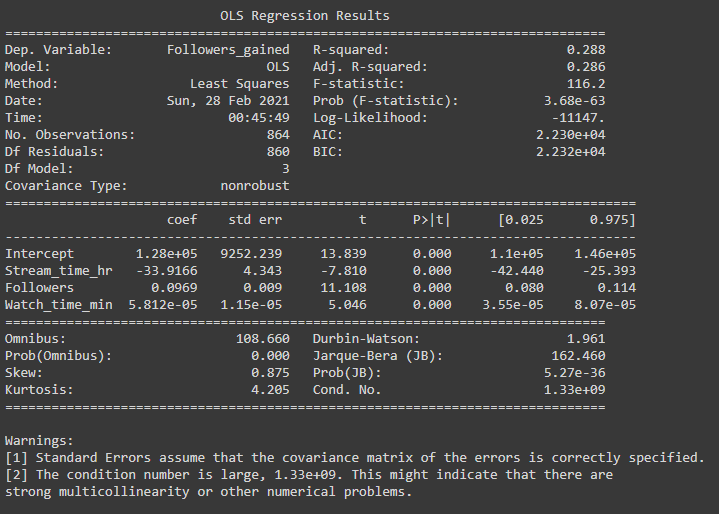 OLS Regression Results
==============================================================================
Dep. Variable:       Followers_gained   R-squared:                       0.288
Model:                            OLS   Adj. R-squared:                  0.286
Method:                 Least Squares   F-statistic:                     116.2
Date:                Sun, 28 Feb 2021   Prob (F-statistic):           3.68e-63
Time:                        00:45:49   Log-Likelihood:                -11147.
No. Observations:                 864   AIC:                         2.230e+04
Df Residuals:                     860   BIC:                         2.232e+04
Df Model:                           3
Covariance Type:            nonrobust
==================================================================================
                     coef    std err          t      P>|t|      [0.025      0.975]
----------------------------------------------------------------------------------
Intercept        1.28e+05   9252.239     13.839      0.000     1.1e+05    1.46e+05
Stream_time_hr   -33.9166      4.343     -7.810      0.000     -42.440     -25.393
Followers          0.0969      0.009     11.108      0.000       0.080       0.114
Watch_time_min  5.812e-05   1.15e-05      5.046      0.000    3.55e-05    8.07e-05
==============================================================================
Omnibus:                      108.660   Durbin-Watson:                   1.961
Prob(Omnibus):                  0.000   Jarque-Bera (JB):              162.460
Skew:                           0.875   Prob(JB):                     5.27e-36
Kurtosis:                       4.205   Cond. No.                     1.33e+09
==============================================================================

Warnings:
[1] Standard Errors assume that the covariance matrix of the errors is correctly specified.
[2] The condition number is large, 1.33e+09. This might indicate that there are
strong multicollinearity or other numerical problems.